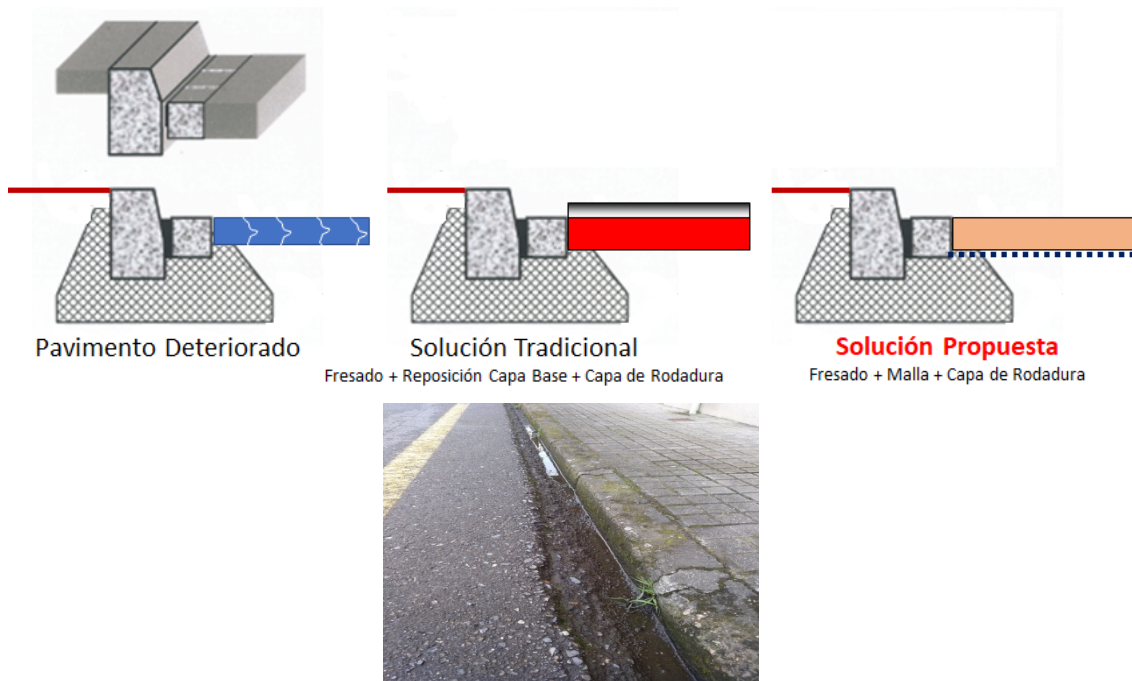 Pavimento Deteriorado
Solución Tradicional
Fresado + Reposición Capa Base + Capa de Rodadura
Solución Propuesta
Fresado + Malla + Capa de Rodadura